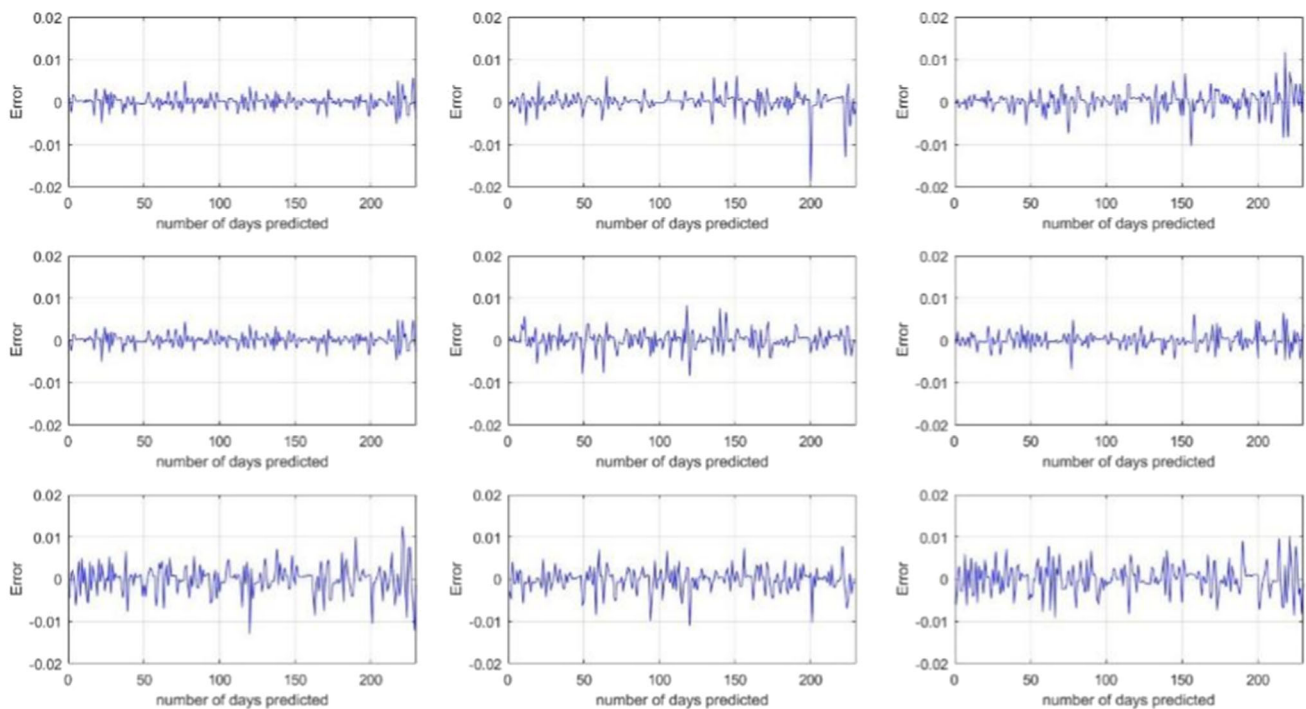 0.02 0.02 0.02
0.01 0.01 0.01
Error 0 Error 0 Error 0
-0.01 -0.01 -0.01
-0.02 -0.02 -0.02
0 50 100 150 200 0 50 100 150 200 0 50 100 150 200
number of days predicted number of days predicted number of days predicted
0.02 0.02 0.02
0.01 0.01 0.01
Error 0 Error 0 Error 0
-0.01 -0.01 -0.01
-0.02 -0.02 -0.02
0 50 100 150 200 0 50 100 150 200 0 50 100 150 200
number of days predicted number of days predicted number of days predicted
0.02 0.02 0.02
0.01 0.01 0.01
Error 0 Error 0 Error 0
-0.01 -0.01 -0.01
-0.02 -0.02 -0.02
0 50 100 150 200 0 50 100 150 200 0 50 100 150 200
number of days predicted number of days predicted number of days predicted